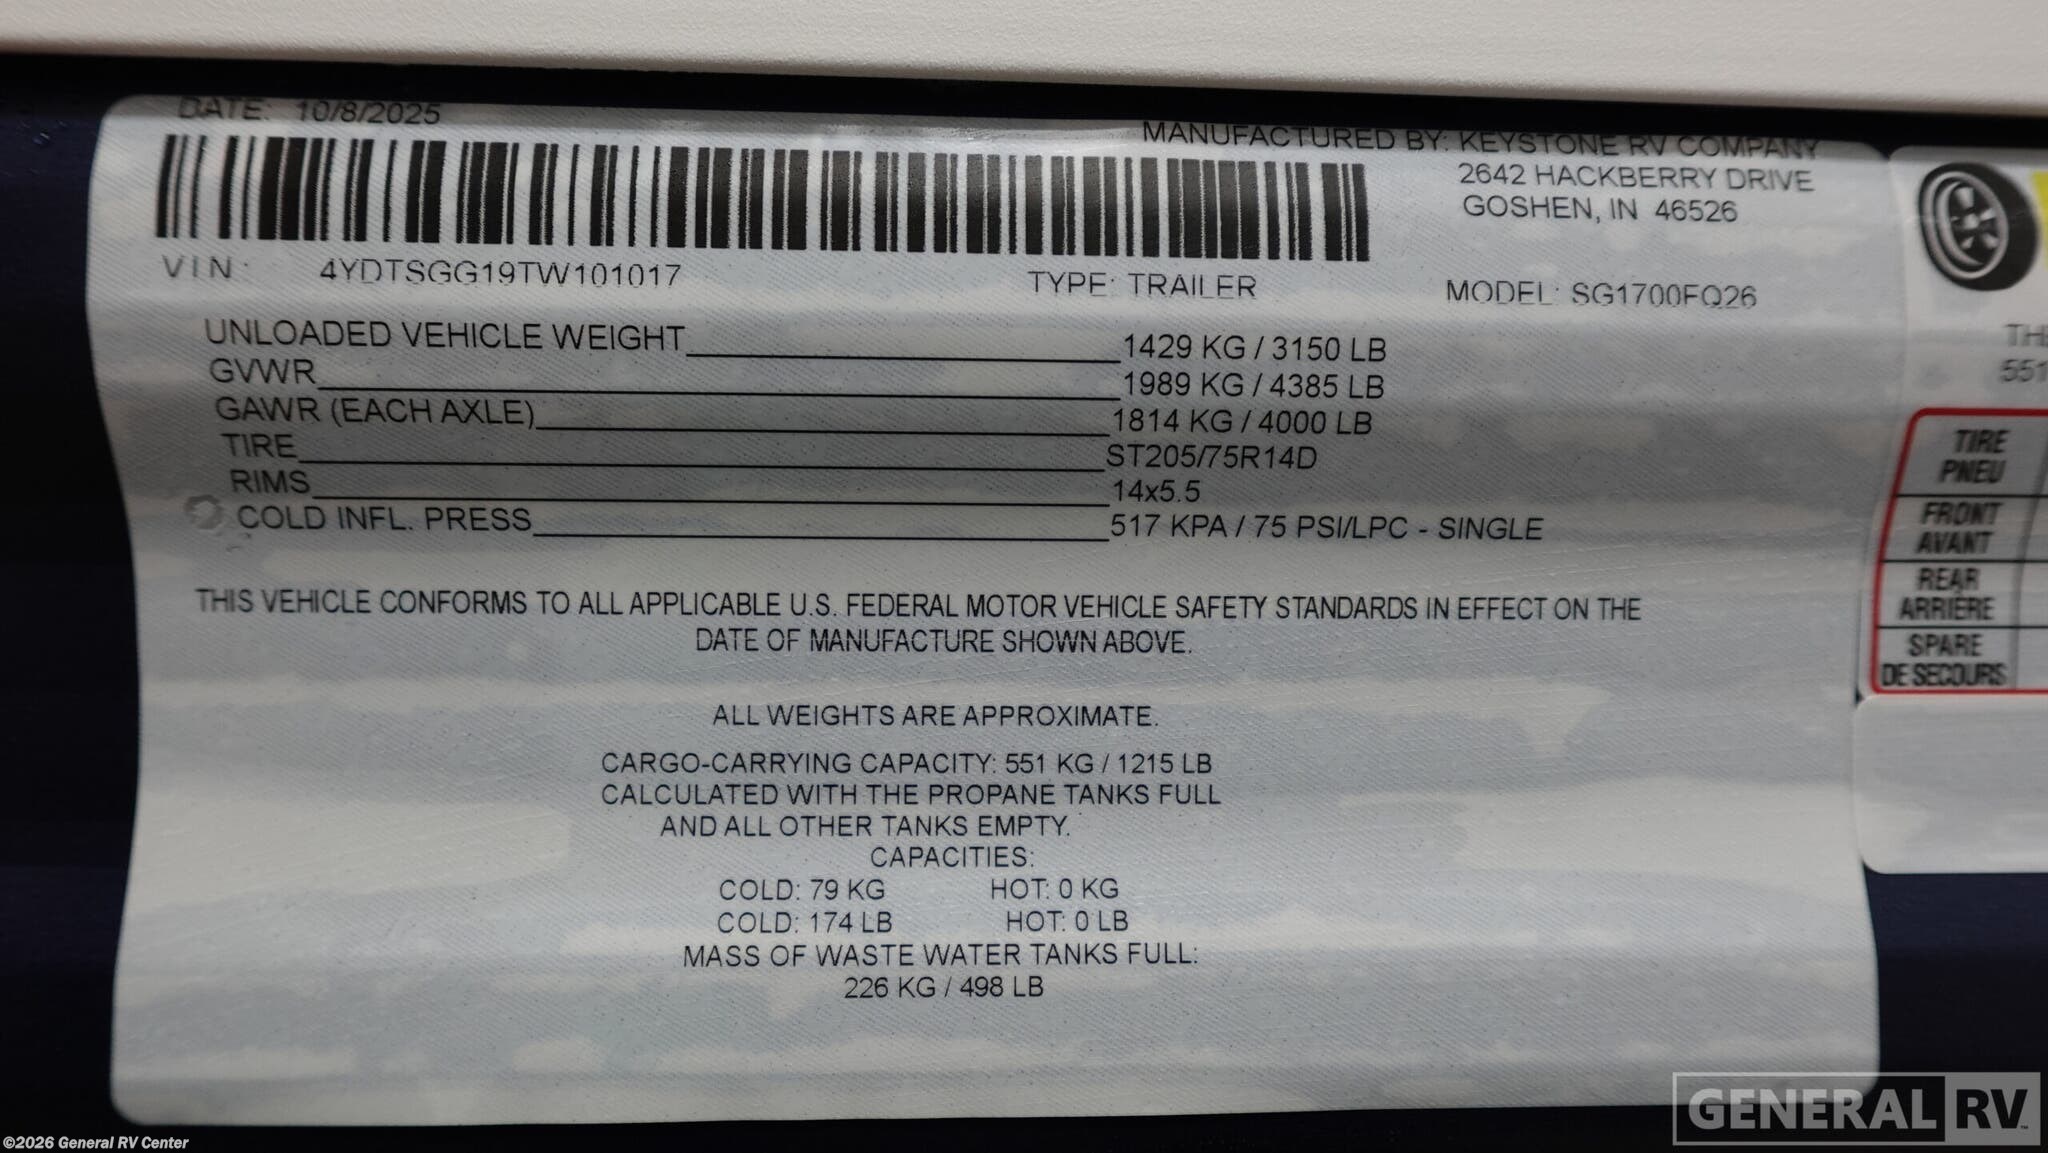 DATE: 10/8/2025
MANUFACTURED BY: KEYSTONE RV COMPANY
2642 HACKBERRY DRIVE
GOSHEN, IN 46526
VIN: 4YDTSGG19TW101017 TYPE: TRAILER MODEL: SG1700FQ26
UNLOADED VEHICLE WEIGHT 1429 KG / 3150 LB
GVWR 1989 KG / 4385 LB
GAWR (EACH AXLE) 1814 KG / 4000 LB
TIRE ST205/75R14D
RIMS 14x5.5
COLD INFL. PRESS 517 KPA / 75 PSI/LPC - SINGLE
THIS VEHICLE CONFORMS TO ALL APPLICABLE U.S. FEDERAL MOTOR VEHICLE SAFETY STANDARDS IN EFFECT ON THE
DATE OF MANUFACTURE SHOWN ABOVE.
ALL WEIGHTS ARE APPROXIMATE.
CARGO-CARRYING CAPACITY: 551 KG / 1215 LB
CALCULATED WITH THE PROPANE TANKS FULL
AND ALL OTHER TANKS EMPTY.
CAPACITIES:
COLD: 79 KG HOT: 0 KG
COLD: 174 LB HOT: 0 LB
MASS OF WASTE WATER TANKS FULL:
226 KG / 498 LB
551
TIRE
PNEU
FRONT
AVANT
REAR
ARRIÈRE
SPARE
DE SECOURS
GENERAL RV
©2026 General RV Center